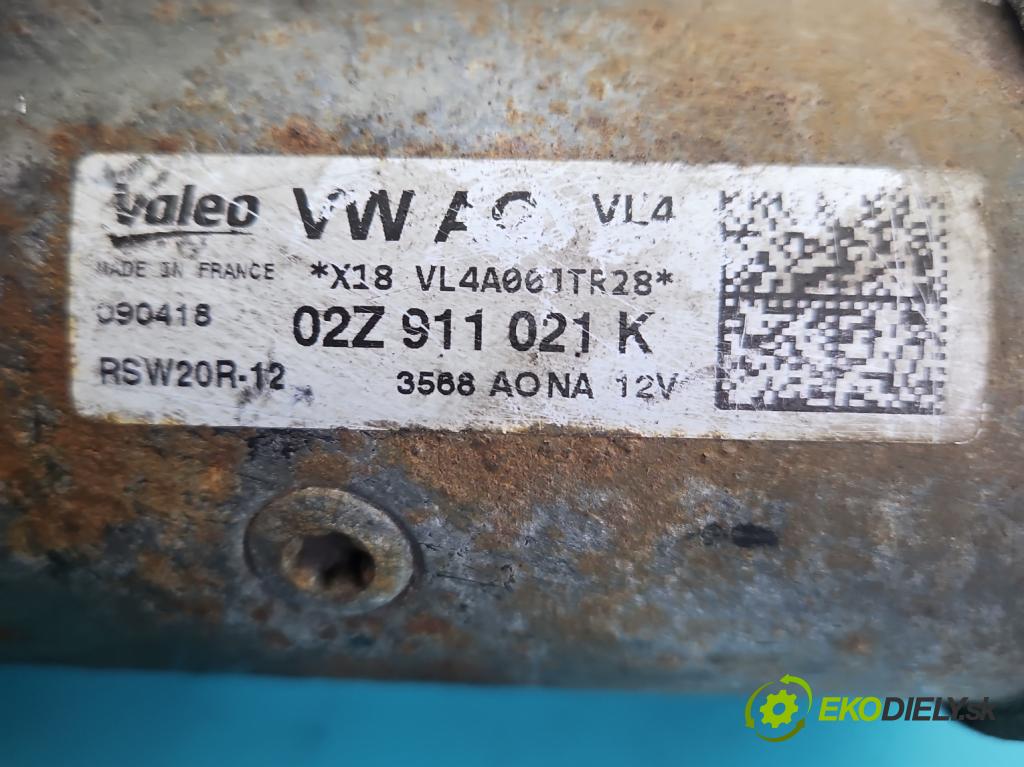 Valeo VW AG VL4
MADE IN FRANCE *X18 VL4A001TR28*
090418 02Z 911 021 K
RSW20R-12 3568 AONA 12V
EKODIELY.sk